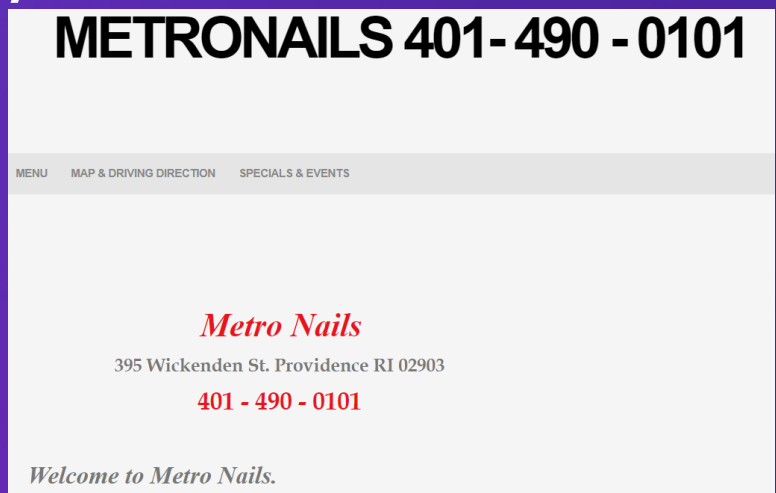 METRONAILS 401- 490 - 0101
MENU MAP & DRIVING DIRECTION SPECIALS & EVENTS
Metro Nails
395 Wickenden St. Providence RI 02903
401 - 490 - 0101
Welcome to Metro Nails.